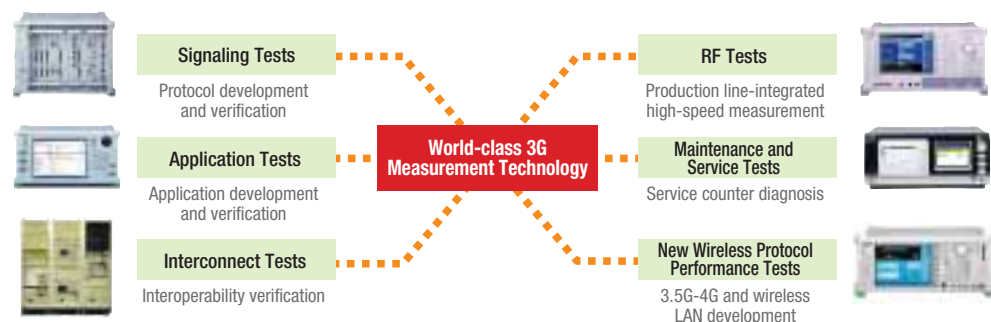 Signaling Tests
Protocol development
and verification
Application Tests
Application development
and verification
Interconnect Tests
Interoperability verification
World-class 3G
Measurement Technology
RF Tests
Production line-integrated
high-speed measurement
Maintenance and
Service Tests
Service counter diagnosis
New Wireless Protocol
Performance Tests
3.5G-4G and wireless
LAN development